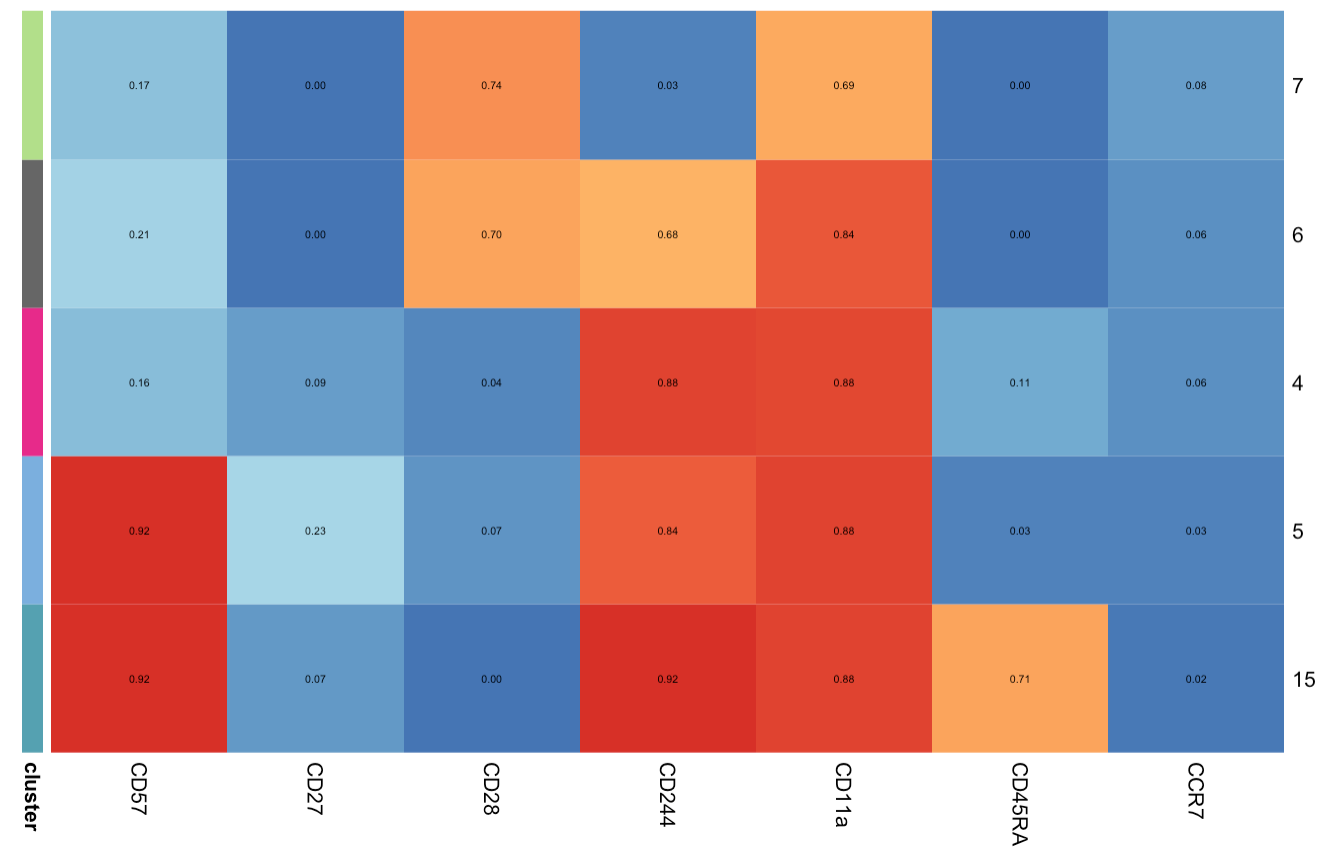 0.17 0.00 0.74 0.03 0.69 0.00 0.08 7
0.21 0.00 0.70 0.68 0.84 0.00 0.06 6
0.16 0.09 0.04 0.88 0.88 0.11 0.06 4
0.92 0.23 0.07 0.84 0.88 0.03 0.03 5
0.92 0.07 0.00 0.92 0.88 0.71 0.02 15
cluster CD57 CD27 CD28 CD244 CD11a CD45RA CCR7